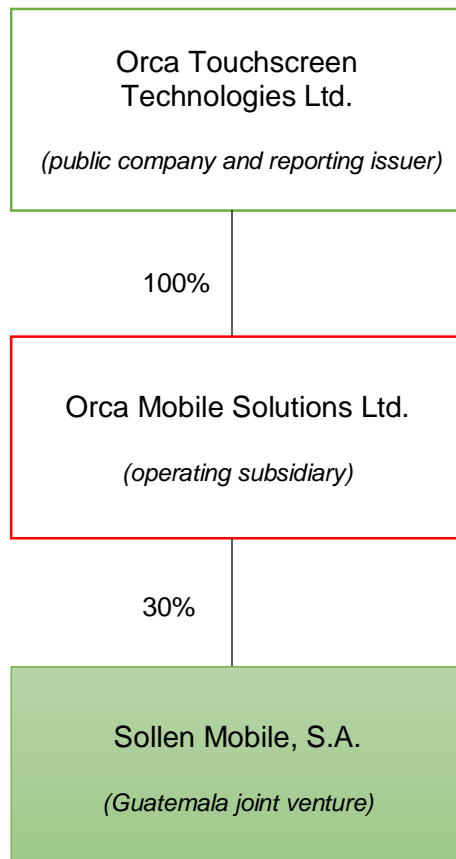 Orca Touchscreen
Technologies Ltd.
(public company and reporting issuer)
100%
Orca Mobile Solutions Ltd.
(operating subsidiary)
30%
Sollen Mobile, S.A.
(Guatemala joint venture)